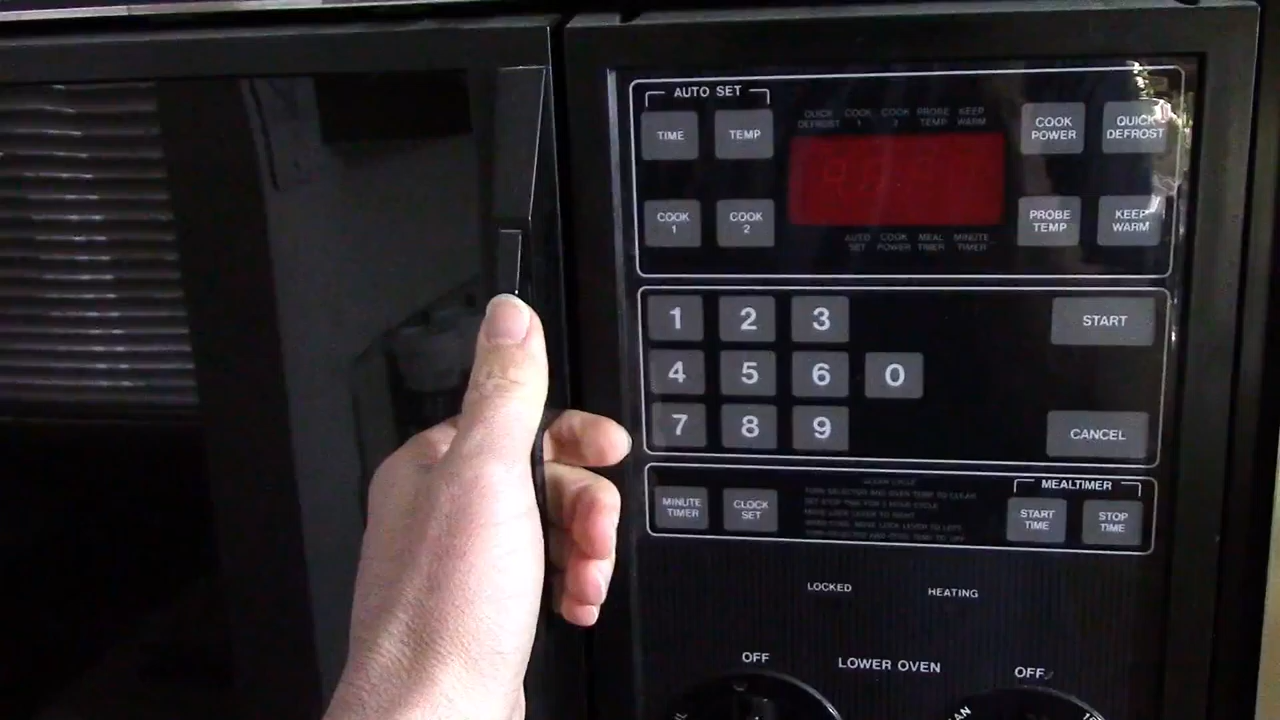 AUTO SET
TIME
TEMP
COOK 1
COOK 2
QUICK DEFROST
COOK 1
COOK 2
PROBE TEMP
KEEP WARM
AUTO SET
COOK POWER
MEAL TIMER
MINUTE TIMER
COOK POWER
QUICK DEFROST
PROBE TEMP
KEEP WARM
1 2 3
4 5 6 0
7 8 9
START
CANCEL
MINUTE TIMER
CLOCK SET
MEALTIMER
START TIME
STOP TIME
LOCKED
HEATING
OFF
LOWER OVEN
OFF